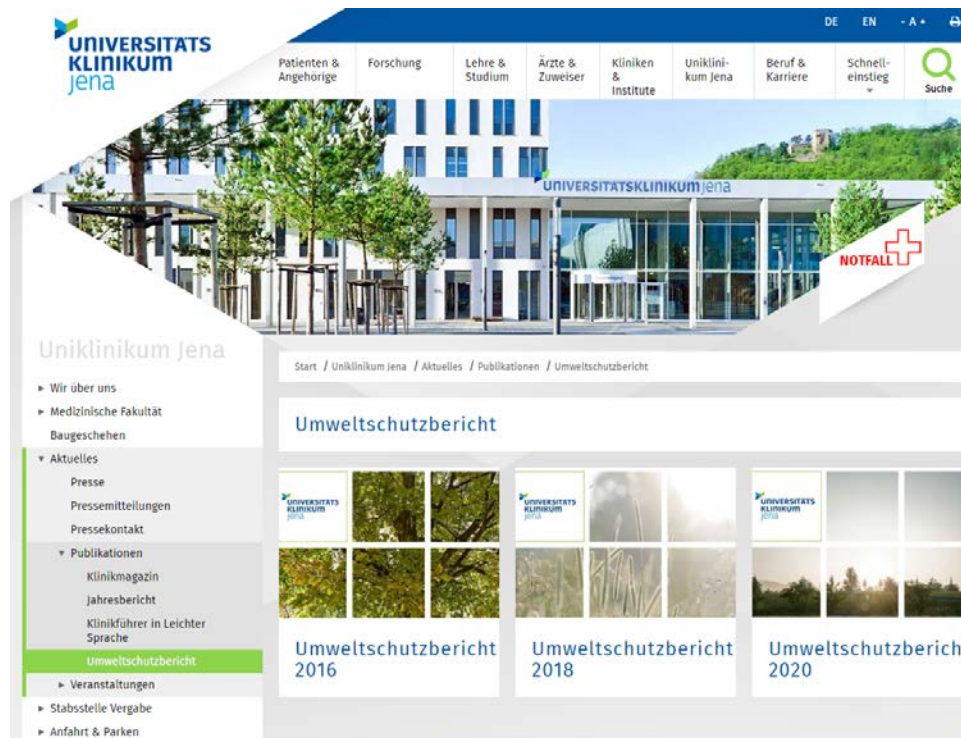 UNIVERSITÄTS
KLINIKUM
jena
DE EN - A +
Patienten &
Angehörige
Forschung
Lehre &
Studium
Ärzte &
Zuweiser
Kliniken
&
Institute
Uniklini-
kum Jena
Beruf &
Karriere
Schnell-
einstieg
Suche
UNIVERSITÄTSKLINIKUM jena
NOTFALL
Uniklinikum Jena
Start / Uniklinikum Jena / Aktuelles / Publikationen / Umweltschutzbericht
Wir über uns
Medizinische Fakultät
Baugeschehen
Aktuelles
Presse
Pressemitteilungen
Pressekontakt
Publikationen
Klinikmagazin
Jahresbericht
Klinikführer in Leichter
Sprache
Umweltschutzbericht
Veranstaltungen
Stabsstelle Vergabe
Anfahrt & Parken
Umweltschutzbericht
UNIVERSITÄTS
KLINIKUM
jena
UNIVERSITÄTS
KLINIKUM
jena
UNIVERSITÄTS
KLINIKUM
jena
Umweltschutzbericht
2016
Umweltschutzbericht
2018
Umweltschutzberich
2020